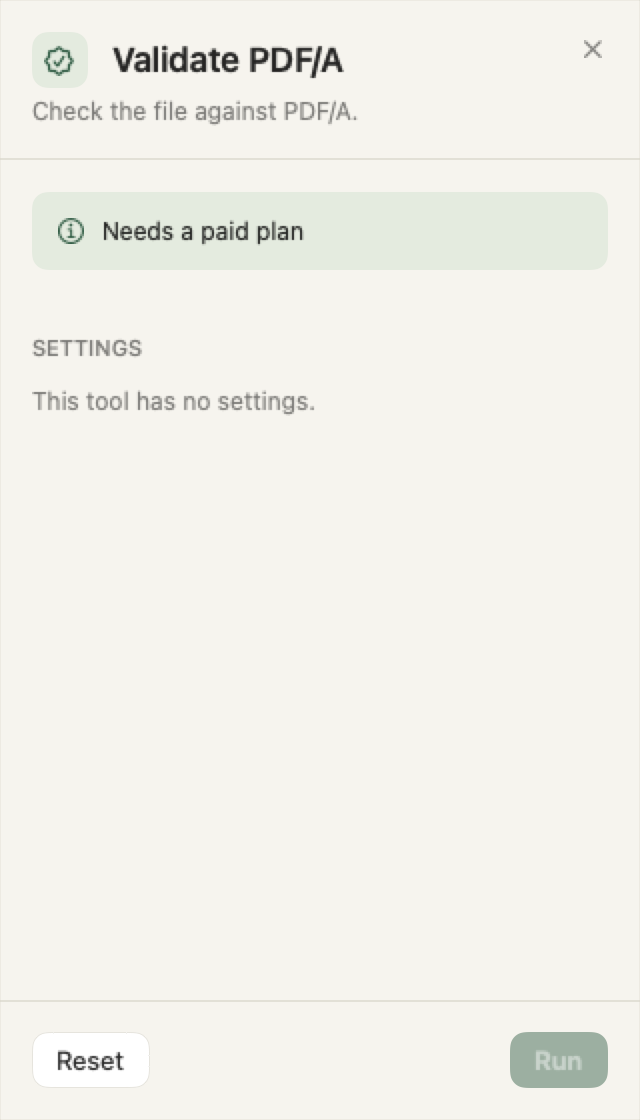 Validate PDF/A
Check the file against PDF/A.
Needs a paid plan
SETTINGS
This tool has no settings.
Reset
Run